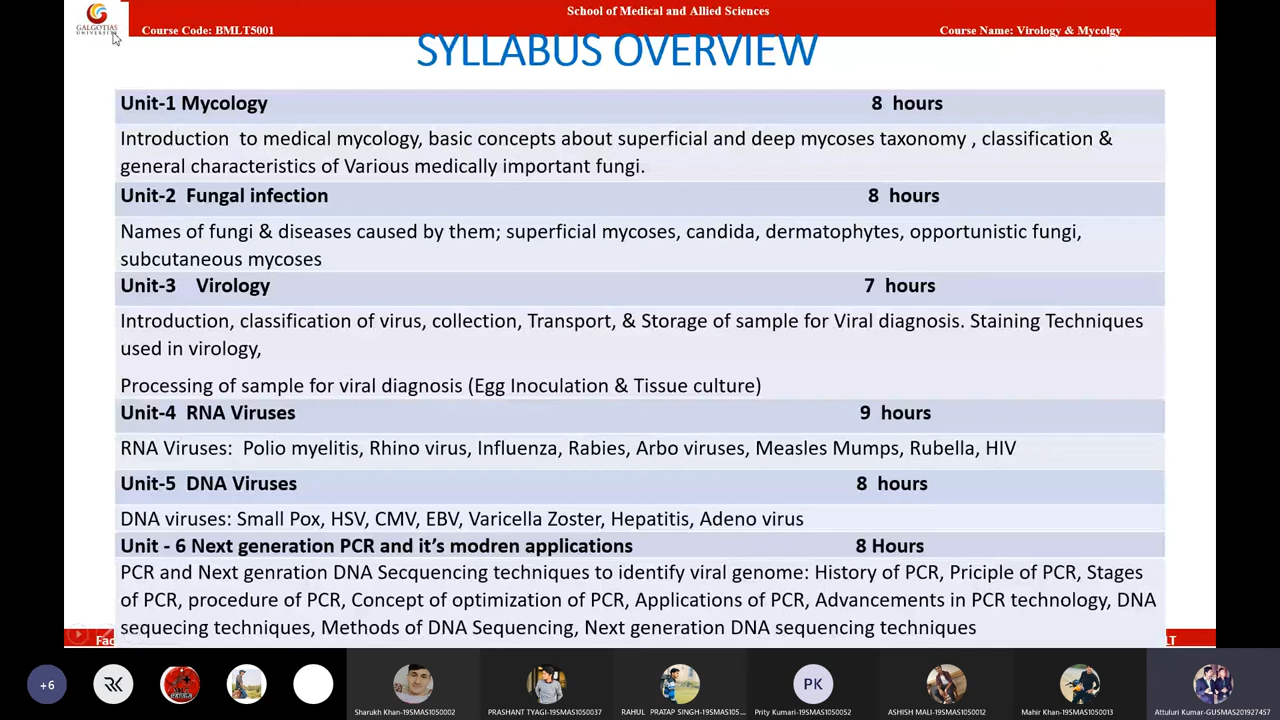 School of Medical and Allied Sciences
GALGOTIAS
UNIVERSITY
Course Code: BMLT5001
Course Name: Virology & Mycolgy
SYLLABUS OVERVIEW
Unit-1 Mycology 8 hours
Introduction to medical mycology, basic concepts about superficial and deep mycoses taxonomy , classification &
general characteristics of Various medically important fungi.
Unit-2 Fungal infection 8 hours
Names of fungi & diseases caused by them; superficial mycoses, candida, dermatophytes, opportunistic fungi,
subcutaneous mycoses
Unit-3 Virology 7 hours
Introduction, classification of virus, collection, Transport, & Storage of sample for Viral diagnosis. Staining Techniques
used in virology,
Processing of sample for viral diagnosis (Egg Inoculation & Tissue culture)
Unit-4 RNA Viruses 9 hours
RNA Viruses: Polio myelitis, Rhino virus, Influenza, Rabies, Arbo viruses, Measles Mumps, Rubella, HIV
Unit-5 DNA Viruses 8 hours
DNA viruses: Small Pox, HSV, CMV, EBV, Varicella Zoster, Hepatitis, Adeno virus
Unit - 6 Next generation PCR and it's modren applications 8 Hours
PCR and Next genration DNA Secquencing techniques to identify viral genome: History of PCR, Priciple of PCR, Stages
of PCR, procedure of PCR, Concept of optimization of PCR, Applications of PCR, Advancements in PCR technology, DNA
sequecing techniques, Methods of DNA Sequencing, Next generation DNA sequencing techniques
+6
RK
PK
Sharukh Khan-19SMAS1050002
PRASHANT TYAGI-19SMAS1050037
RAHUL PRATAP SINGH-19SMAS105...
Prity Kumari-19SMAS1050052
ASHISH MALI-19SMAS1050012
Mahir Khan-19SMAS1050013
Attuluri Kumar-GUSMAS201927457